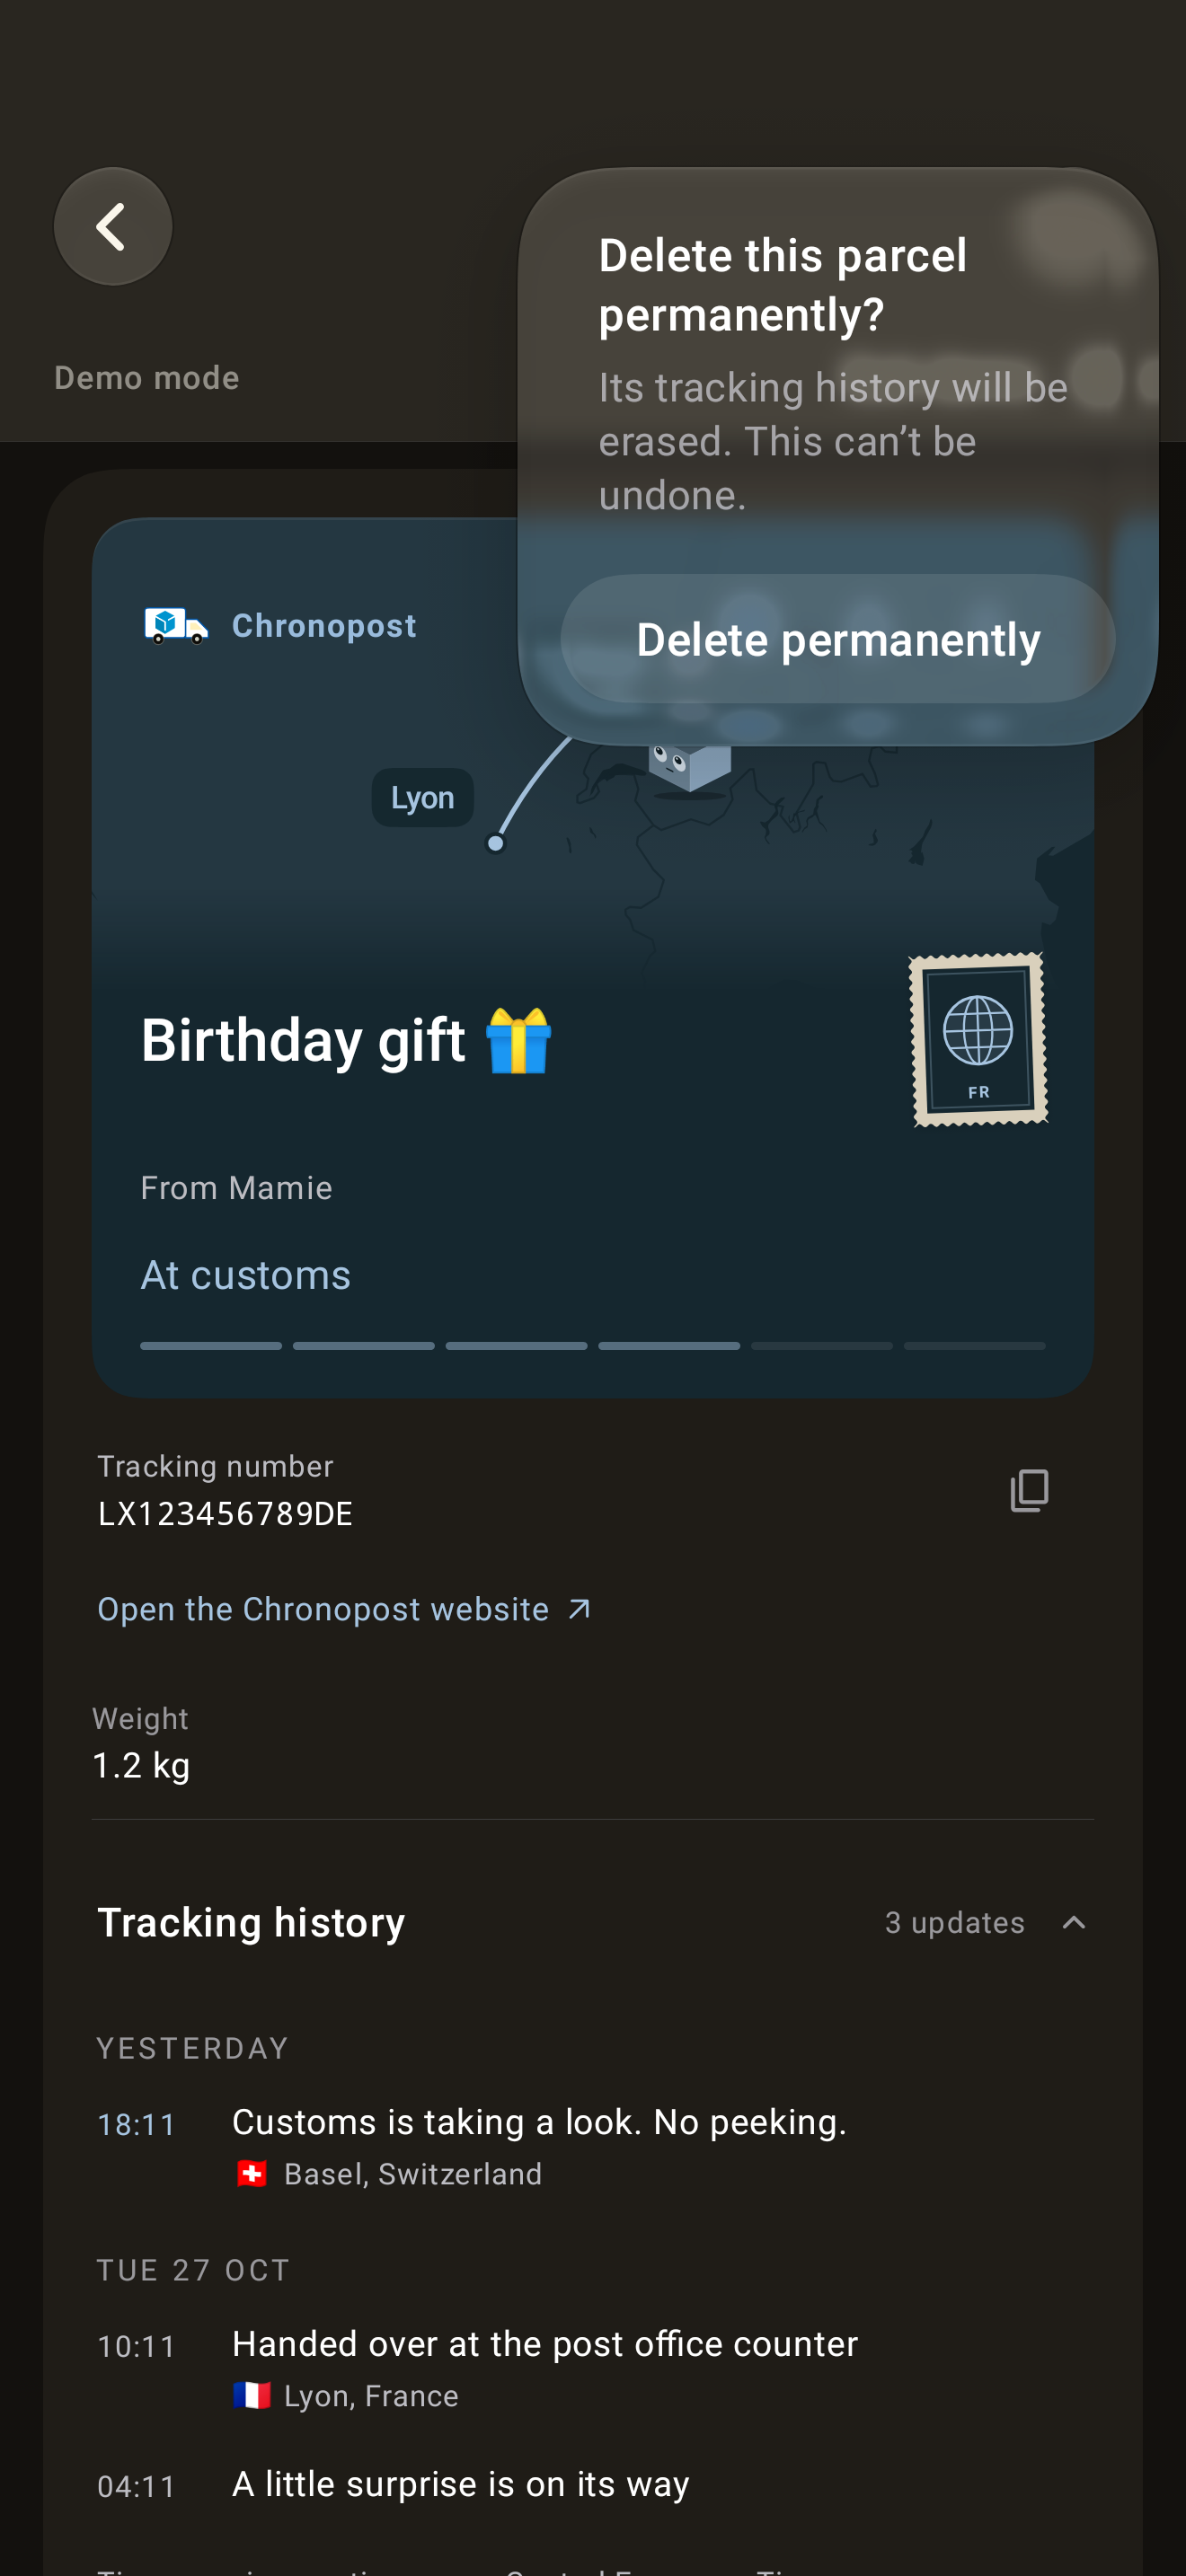 Delete this parcel
permanently?
Its tracking history will be
erased. This can’t be
undone.
Delete permanently
Demo mode
Chronopost
Lyon
Birthday gift
FR
From Mamie
At customs
Tracking number
LX123456789DE
Open the Chronopost website
Weight
1.2 kg
Tracking history
3 updates
YESTERDAY
18:11 Customs is taking a look. No peeking.
Basel, Switzerland
TUE 27 OCT
10:11 Handed over at the post office counter
Lyon, France
04:11 A little surprise is on its way